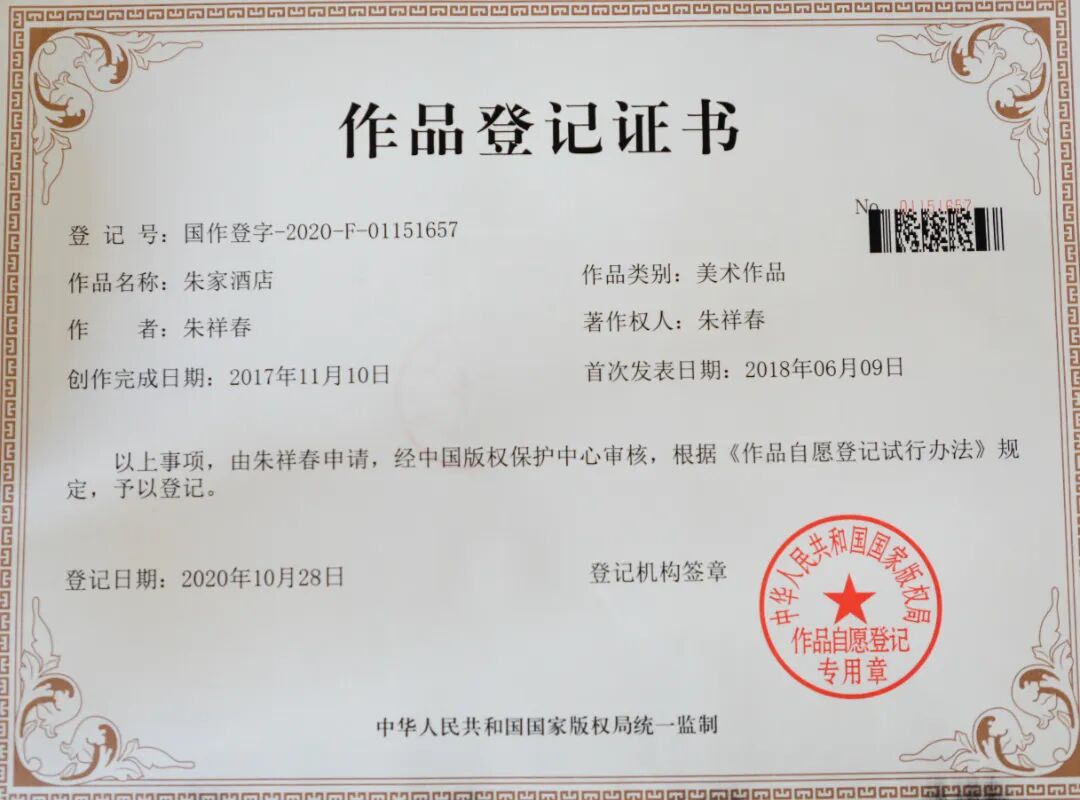 作品登记证书
No. 01151657
登 记 号：国作登字-2020-F-01151657
作品名称：朱家酒店 作品类别：美术作品
作 者：朱祥春 著作权人：朱祥春
创作完成日期：2017年11月10日 首次发表日期：2018年06月09日
以上事项，由朱祥春申请，经中国版权保护中心审核，根据《作品自愿登记试行办法》规
定，予以登记。
登记日期：2020年10月28日 登记机构签章
中华人民共和国国家版权局
作品自愿登记
专用章
中华人民共和国国家版权局统一监制